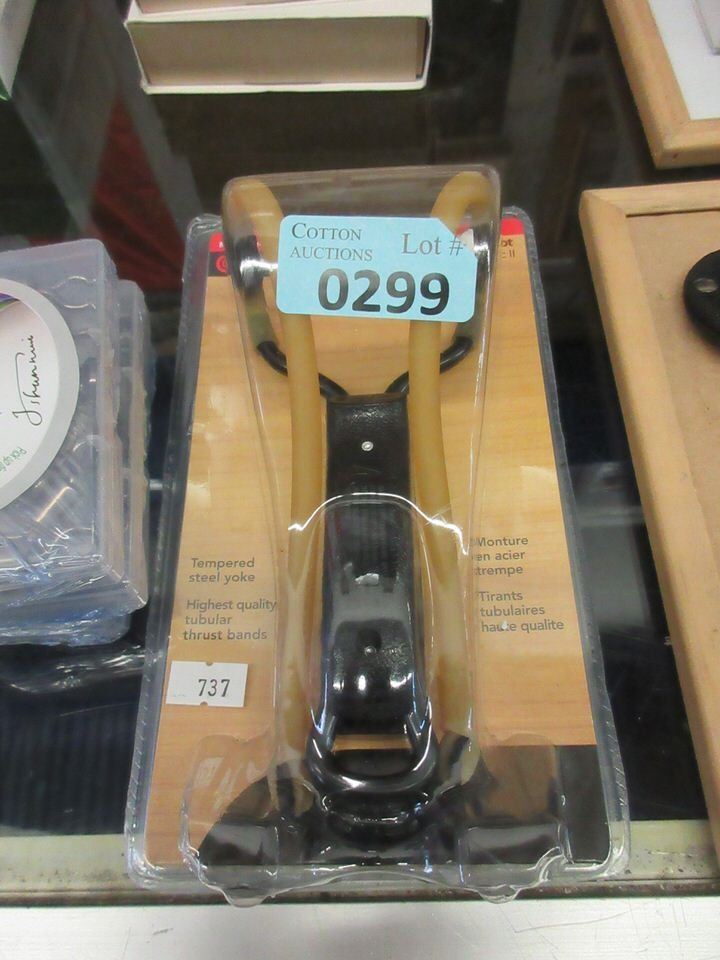 COTTON
AUCTIONS
Lot #
0299
Tempered
steel yoke
Highest quality
tubular
thrust bands
Monture
en acier
trempe
Tirants
tubulaires
haute qualite
737